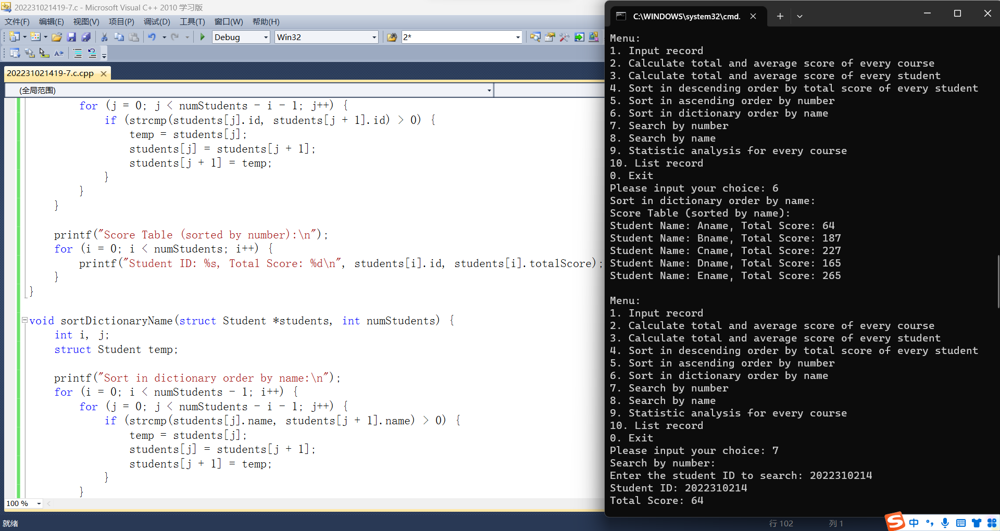 202231021419-7.c - Microsoft Visual C++ 2010 学习版
文件(F) 编辑(E) 视图(V) 项目(P) 调试(D) 工具(T) 窗口(W) 帮助(H)
Debug Win32 2*
202231021419-7.c.cpp
(全局范围)
for (j = 0; j < numStudents - i - 1; j++) {
if (strcmp(students[j].id, students[j + 1].id) > 0) {
temp = students[j];
students[j] = students[j + 1];
students[j + 1] = temp;
}
}
}
printf("Score Table (sorted by number):\n");
for (i = 0; i < numStudents; i++) {
printf("Student ID: %s, Total Score: %d\n", students[i].id, students[i].totalScore);
}
}
void sortDictionaryName(struct Student *students, int numStudents) {
int i, j;
struct Student temp;
printf("Sort in dictionary order by name:\n");
for (i = 0; i < numStudents - 1; i++) {
for (j = 0; j < numStudents - i - 1; j++) {
if (strcmp(students[j].name, students[j + 1].name) > 0) {
temp = students[j];
students[j] = students[j + 1];
students[j + 1] = temp;
}
}
100 %
就绪
行 102 列 1
C:\WINDOWS\system32\cmd.
Menu:
1. Input record
2. Calculate total and average score of every course
3. Calculate total and average score of every student
4. Sort in descending order by total score of every student
5. Sort in ascending order by number
6. Sort in dictionary order by name
7. Search by number
8. Search by name
9. Statistic analysis for every course
10. List record
0. Exit
Please input your choice: 6
Sort in dictionary order by name:
Score Table (sorted by name):
Student Name: Aname, Total Score: 64
Student Name: Bname, Total Score: 187
Student Name: Cname, Total Score: 227
Student Name: Dname, Total Score: 165
Student Name: Ename, Total Score: 265
Menu:
1. Input record
2. Calculate total and average score of every course
3. Calculate total and average score of every student
4. Sort in descending order by total score of every student
5. Sort in ascending order by number
6. Sort in dictionary order by name
7. Search by number
8. Search by name
9. Statistic analysis for every course
10. List record
0. Exit
Please input your choice: 7
Search by number:
Enter the student ID to search: 2022310214
Student ID: 2022310214
Total Score: 64
中